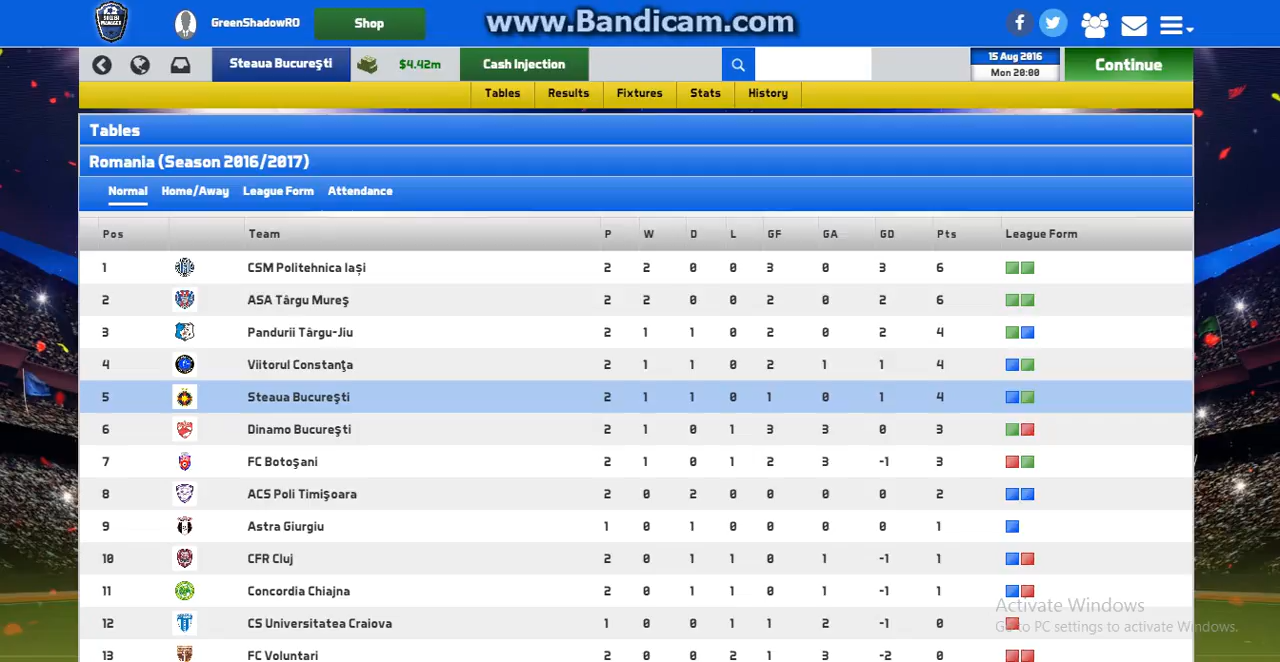 www.Bandicam.com
GreenShadowRO
Shop
Steaua Bucureşti
$4.42m
Cash Injection
15 Aug 2016
Mon 20:00
Continue
Tables Results Fixtures Stats History
Tables
Romania (Season 2016/2017)
Normal Home/Away League Form Attendance
Pos Team P W D L GF GA GD Pts League Form
1 CSM Politehnica Iași 2 2 0 0 3 0 3 6
2 ASA Târgu Mureş 2 2 0 0 2 0 2 6
3 Pandurii Târgu-Jiu 2 1 1 0 2 0 2 4
4 Viitorul Constanţa 2 1 1 0 2 1 1 4
5 Steaua Bucureşti 2 1 1 0 1 0 1 4
6 Dinamo Bucureşti 2 1 0 1 3 3 0 3
7 FC Botoşani 2 1 0 1 2 3 -1 3
8 ACS Poli Timişoara 2 0 2 0 0 0 0 2
9 Astra Giurgiu 1 0 1 0 0 0 0 1
10 CFR Cluj 2 0 1 1 0 1 -1 1
11 Concordia Chiajna 2 0 1 1 0 1 -1 1
12 CS Universitatea Craiova 1 0 0 1 1 2 -1 0
13 FC Voluntari 2 0 0 2 1 3 -2 0
Activate Windows
Go to PC settings to activate Windows.